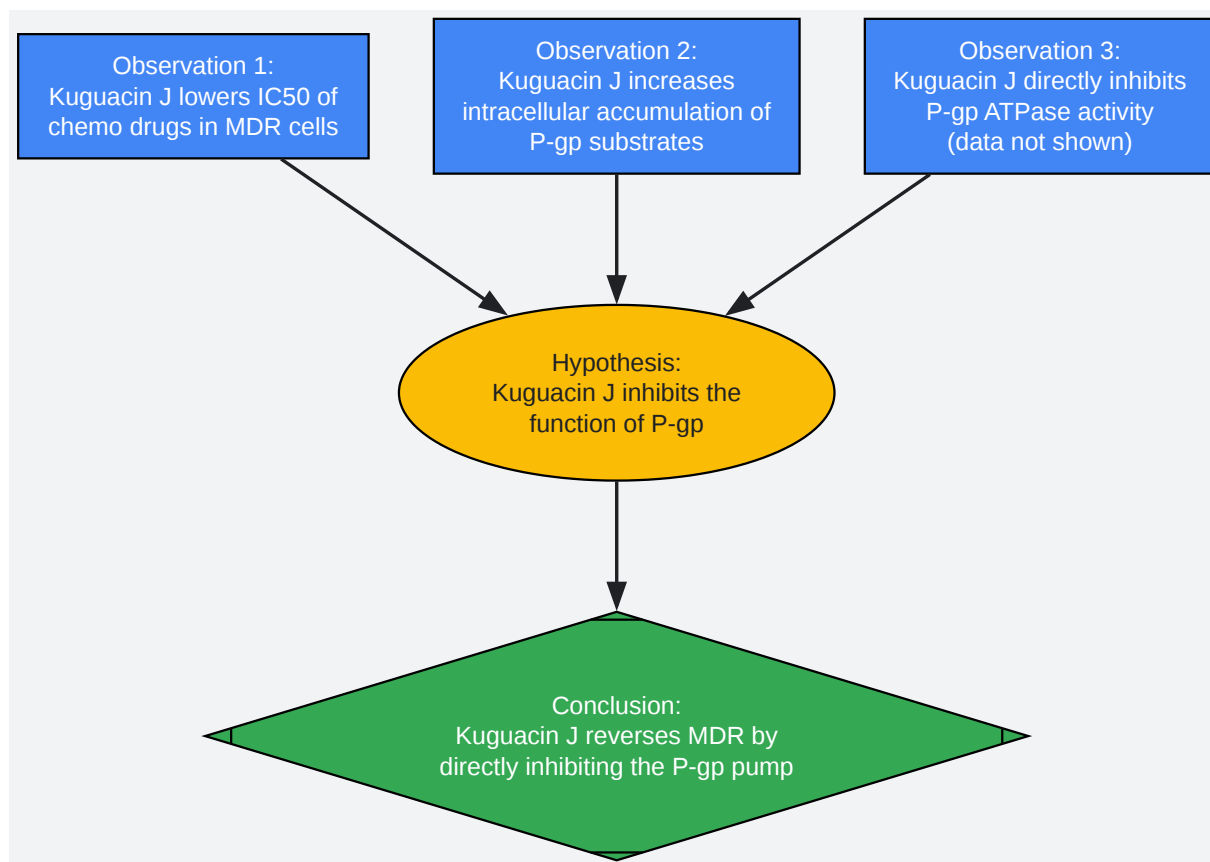 Observation 1:
Kuguacin J lowers IC50 of
chemo drugs in MDR cells
Observation 2:
Kuguacin J increases
intracellular accumulation of
P-gp substrates
Observation 3:
Kuguacin J directly inhibits
P-gp ATPase activity
(data not shown)
Hypothesis:
Kuguacin J inhibits the
function of P-gp
Conclusion:
Kuguacin J reverses MDR by
directly inhibiting the P-gp pump